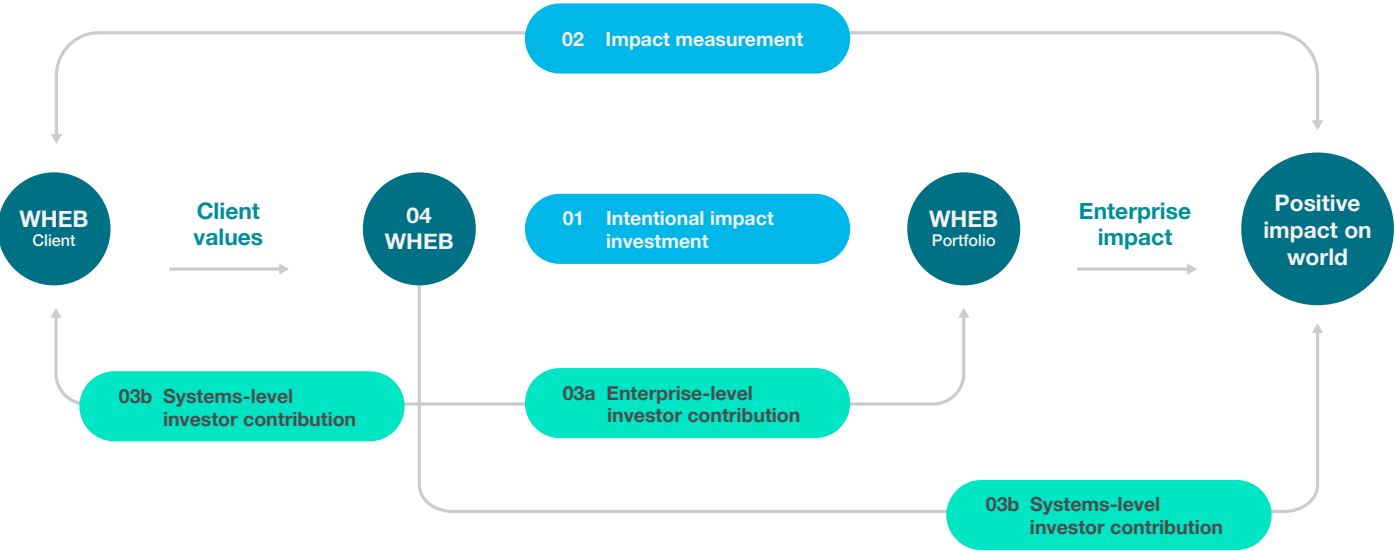 02 Impact measurement
WHEB
Client
Client
values
04
WHEB
01 Intentional impact
investment
WHEB
Portfolio
Enterprise
impact
Positive
impact on
world
03b Systems-level
investor contribution
03a Enterprise-level
investor contribution
03b Systems-level
investor contribution